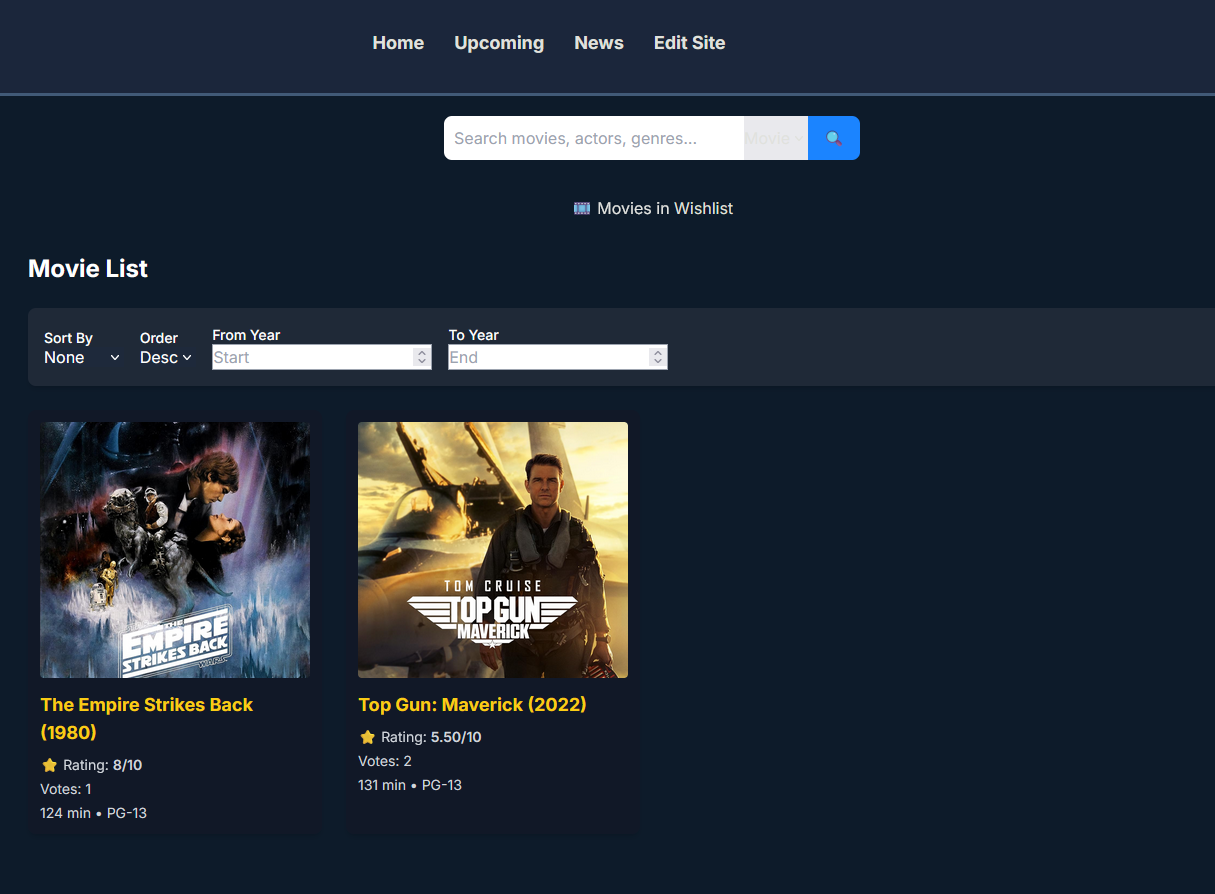 Home Upcoming News Edit Site
Search movies, actors, genres... Movie
Movies in Wishlist
Movie List
Sort By Order From Year To Year
None Desc Start End
THE
EMPIRE
STRIKES BACK
TOM CRUISE
TOP GUN
MAVERICK
The Empire Strikes Back
(1980)
Rating: 8/10
Votes: 1
124 min • PG-13
Top Gun: Maverick (2022)
Rating: 5.50/10
Votes: 2
131 min • PG-13